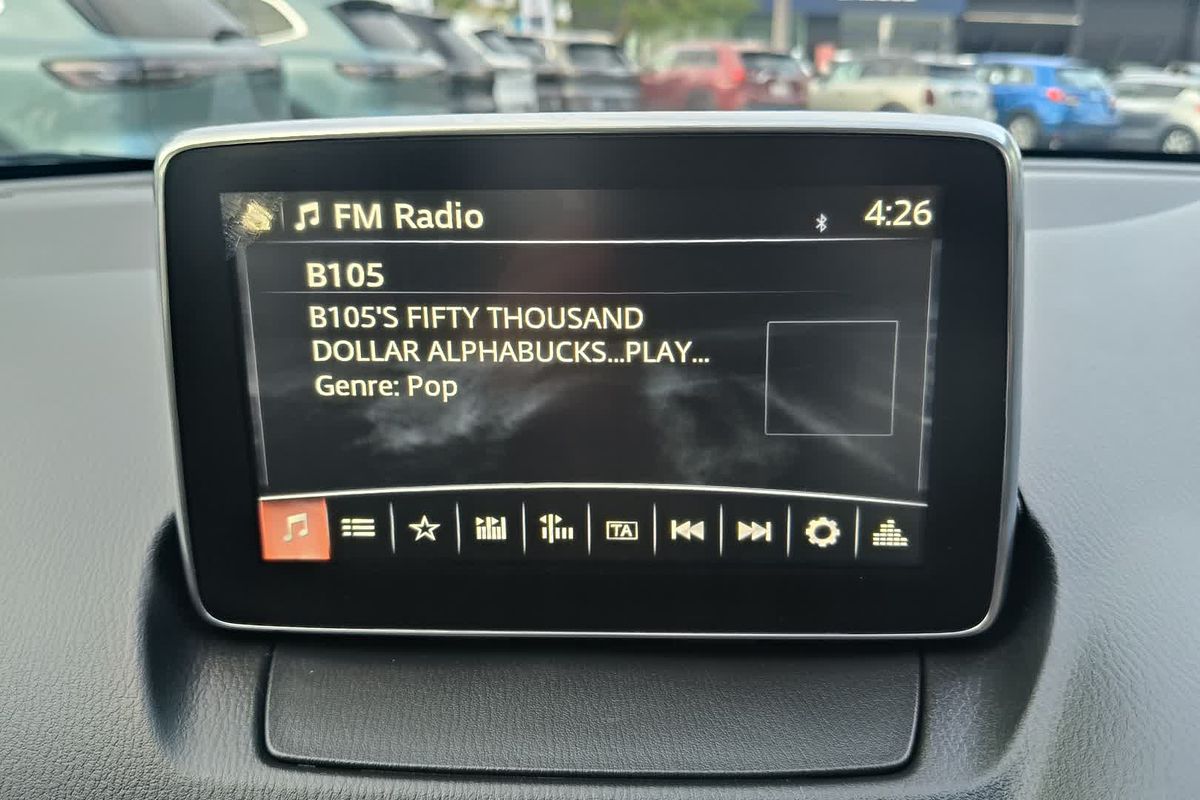 FM Radio
4:26
B105
B105'S FIFTY THOUSAND
DOLLAR ALPHABUCKS...PLAY...
Genre: Pop
TA